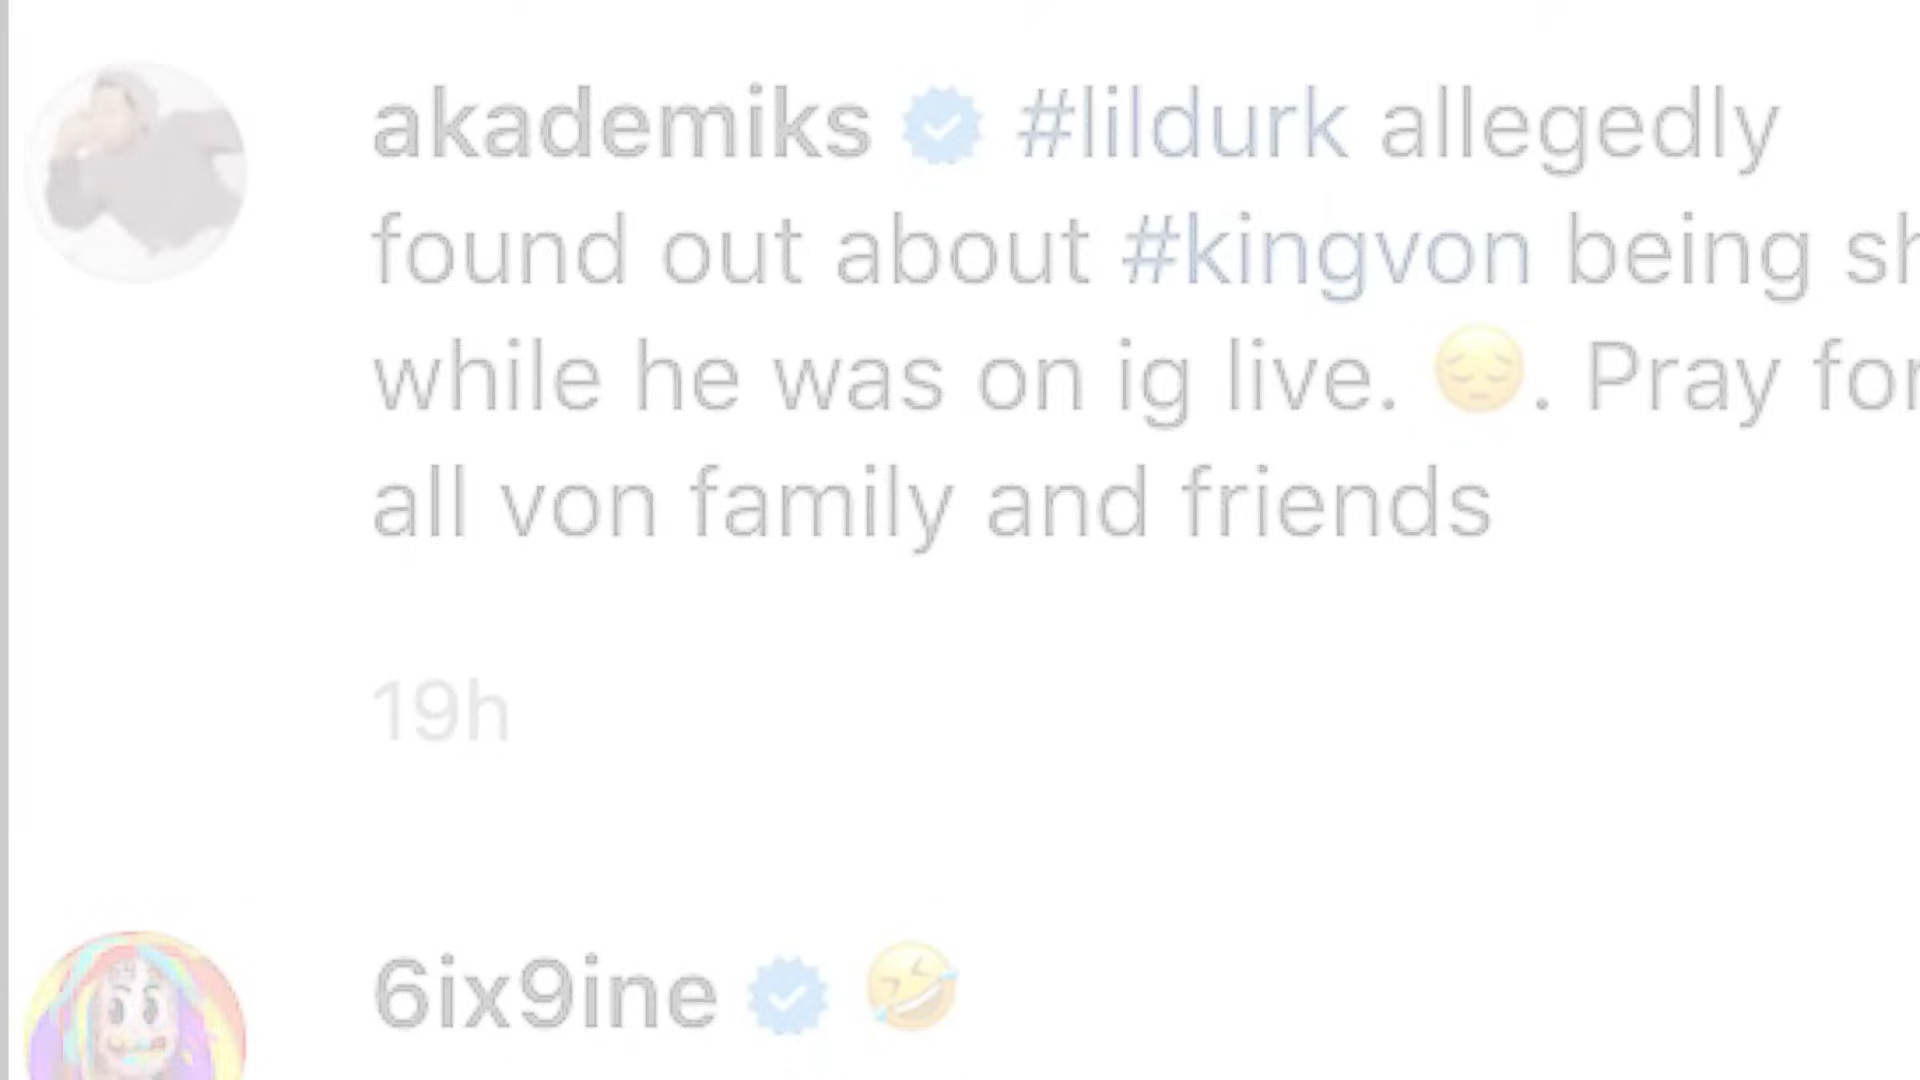 akademiks #lildurk allegedly
found out about #kingvon being sh
while he was on ig live. 😔. Pray for
all von family and friends
19h
6ix9ine 🤣